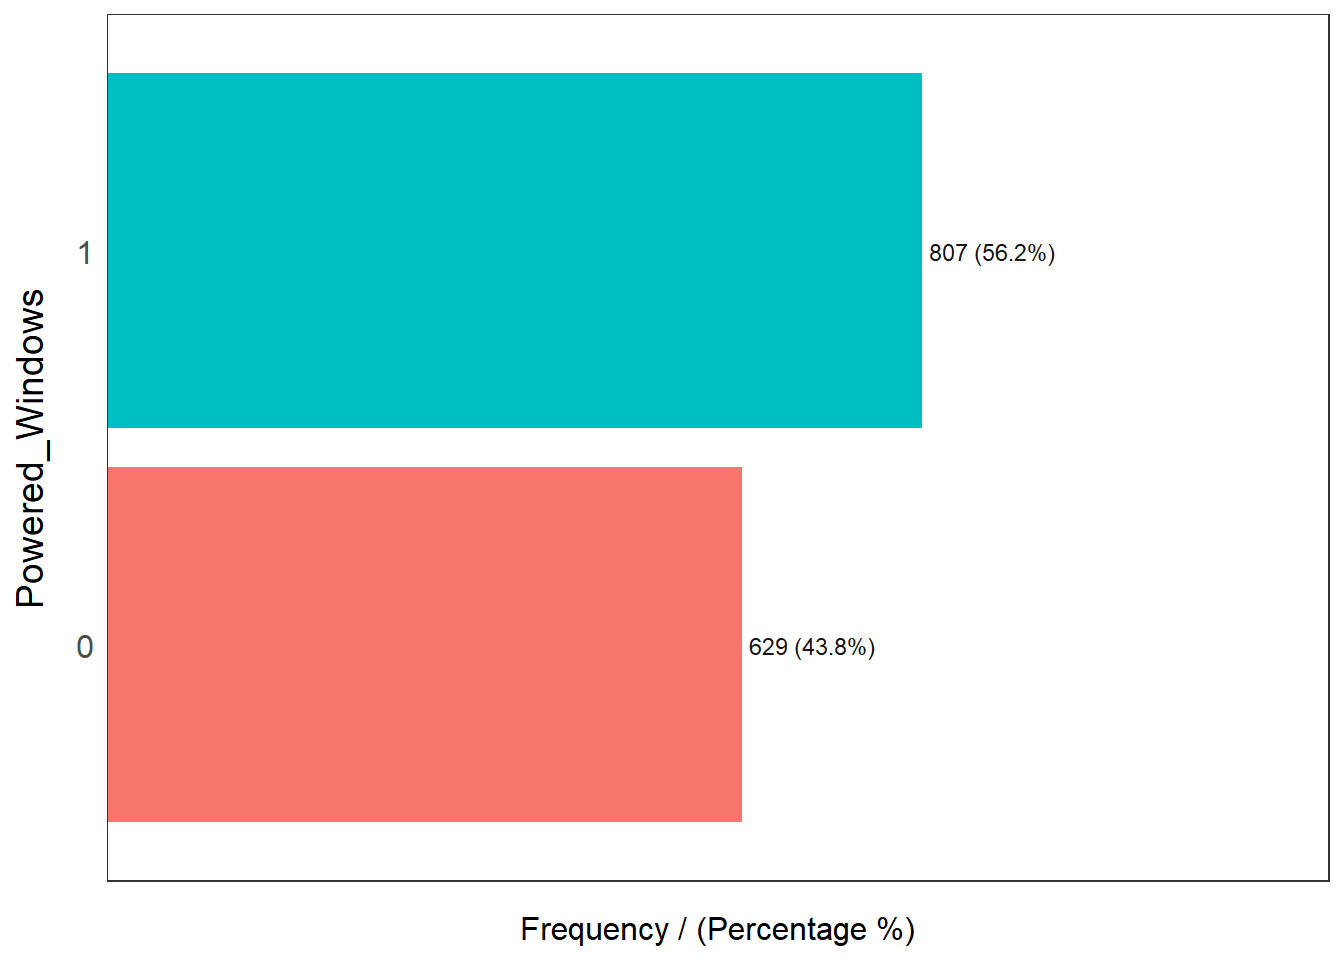 Powered_Windows
1
807 (56.2%)
0
629 (43.8%)
Frequency / (Percentage %)